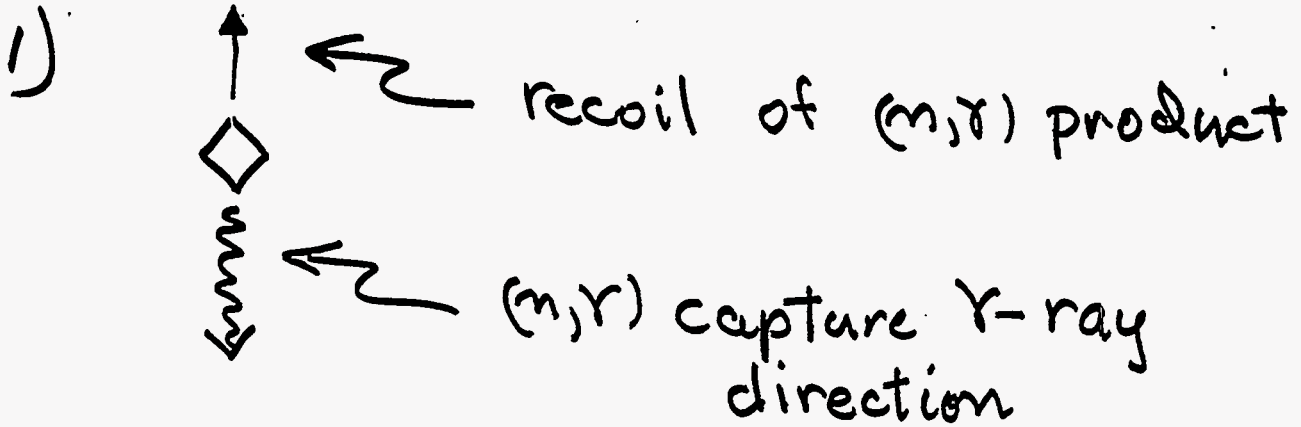 1)
recoil of (n,γ) product
(n,γ) capture γ-ray
direction